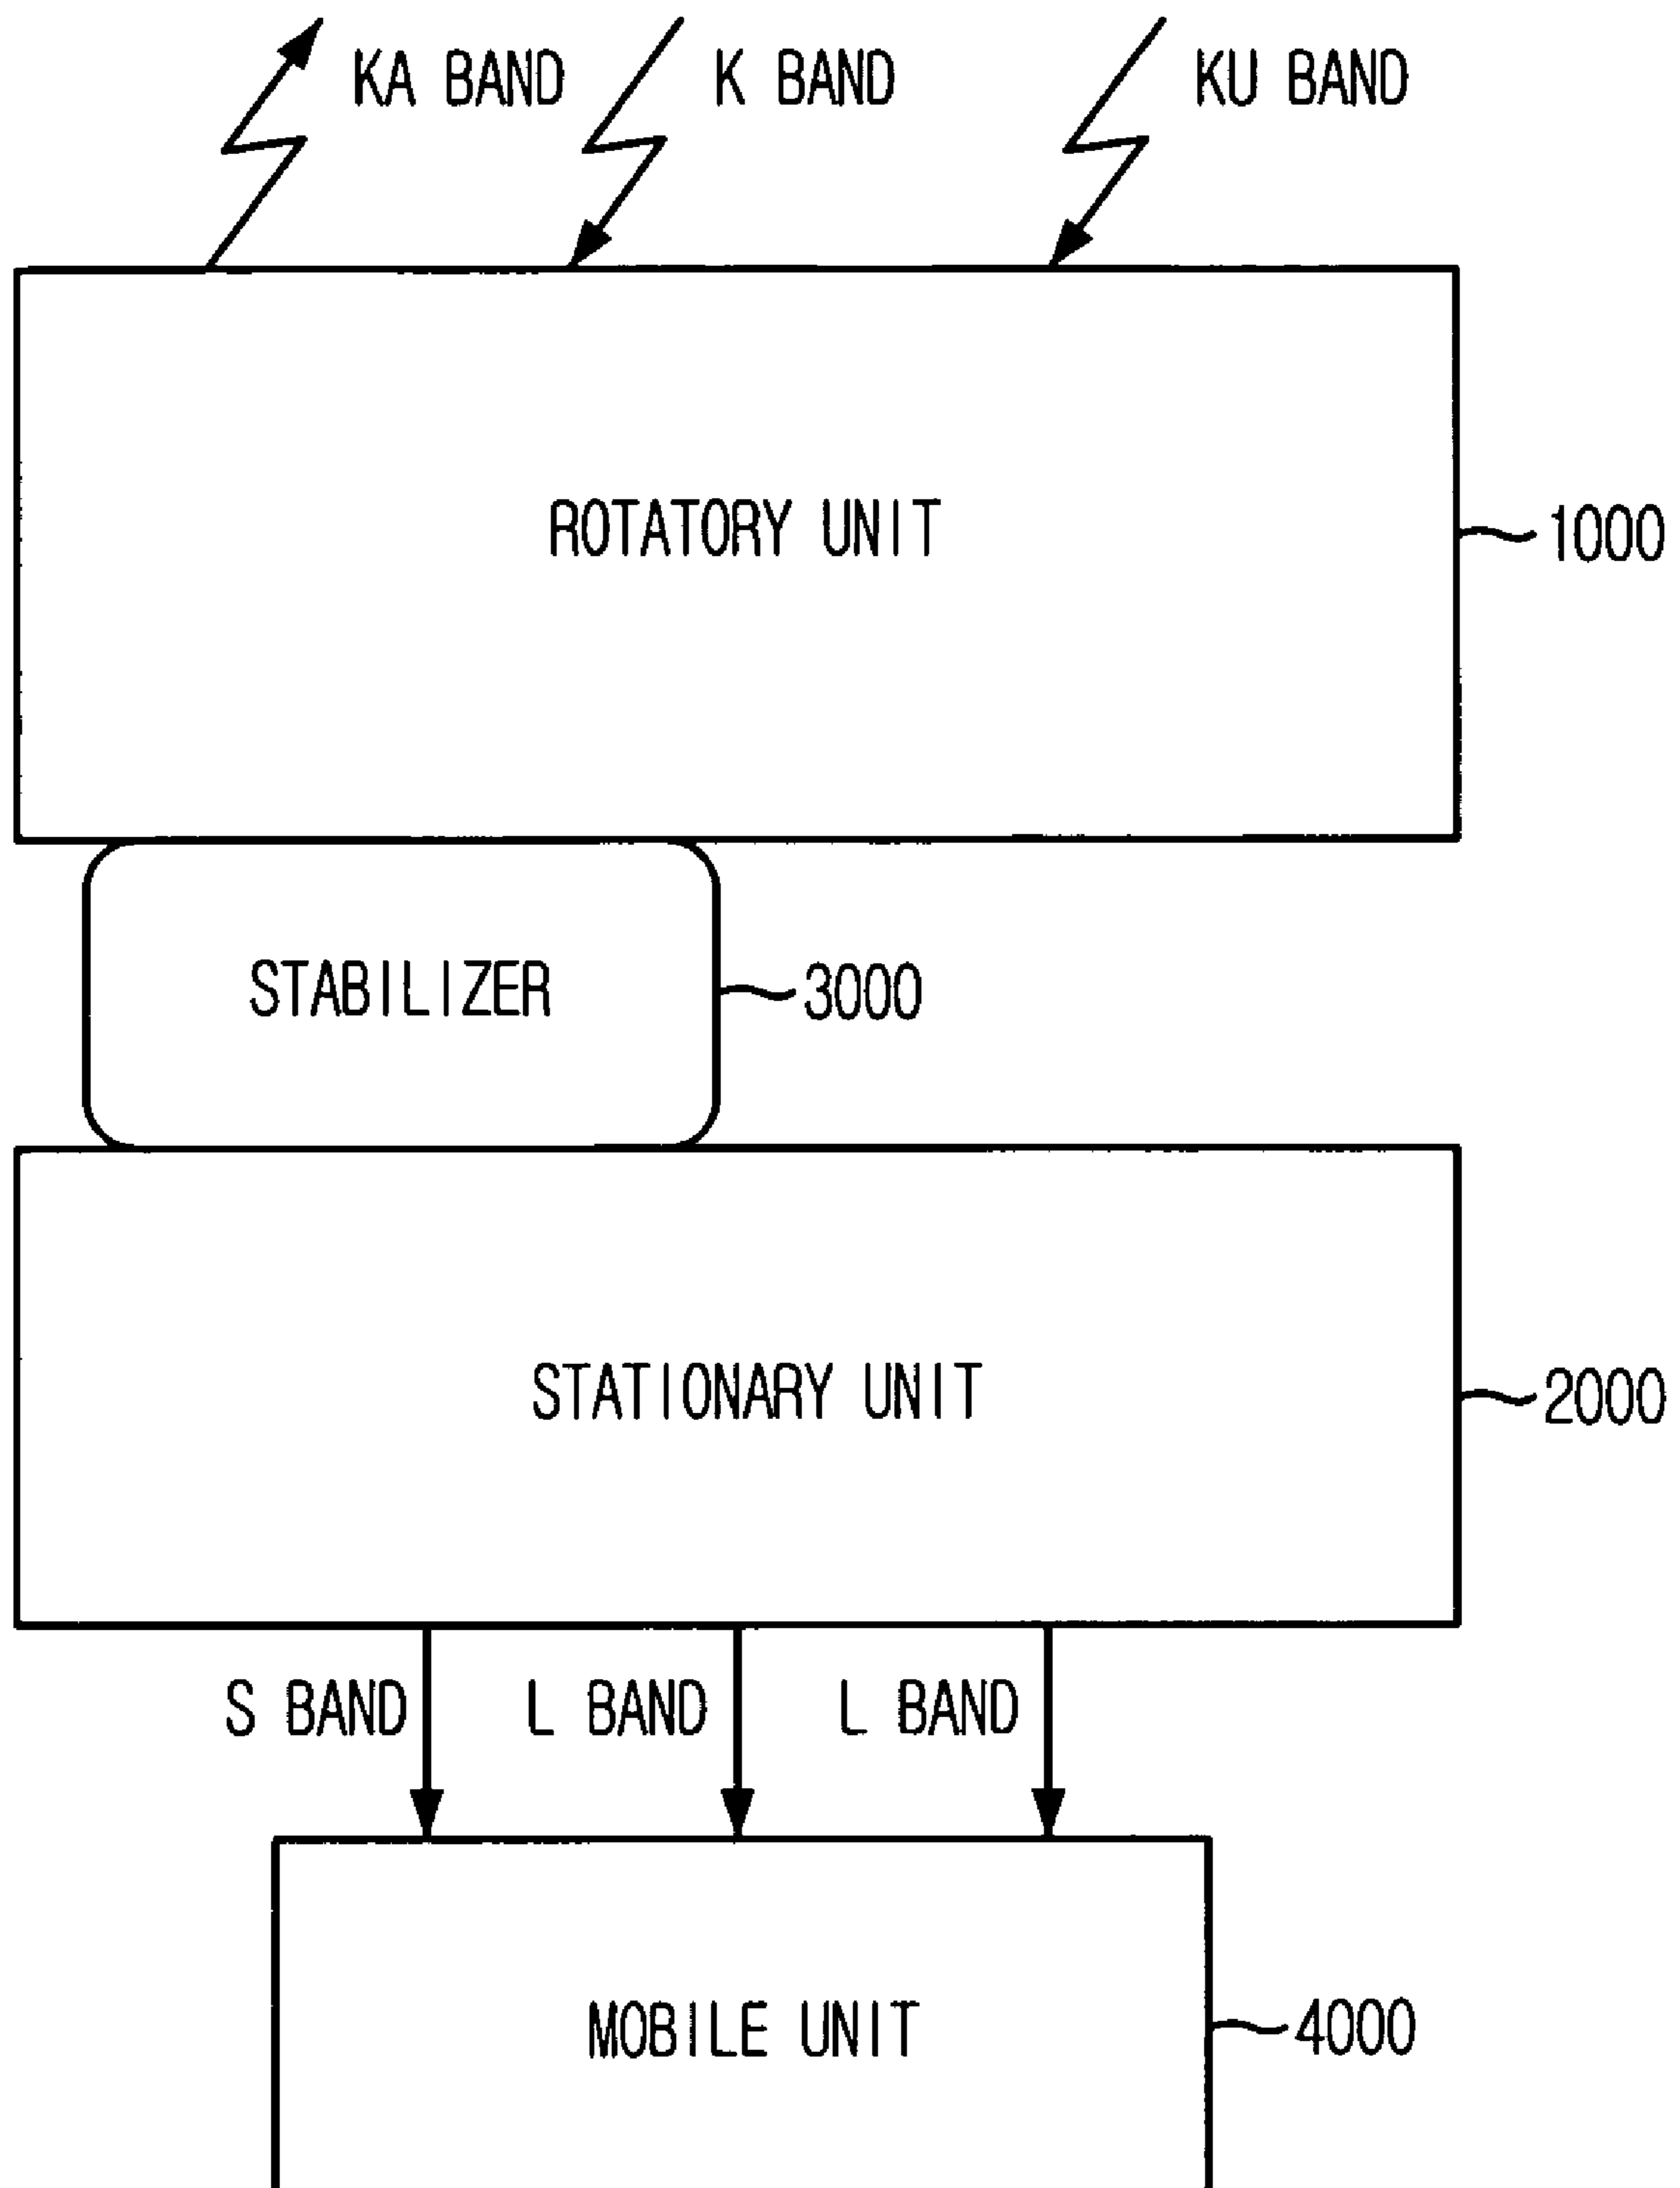 KA BAND K BAND KU BAND
ROTATORY UNIT
1000
STABILIZER
3000
STATIONARY UNIT
2000
S BAND L BAND L BAND
MOBILE UNIT
4000